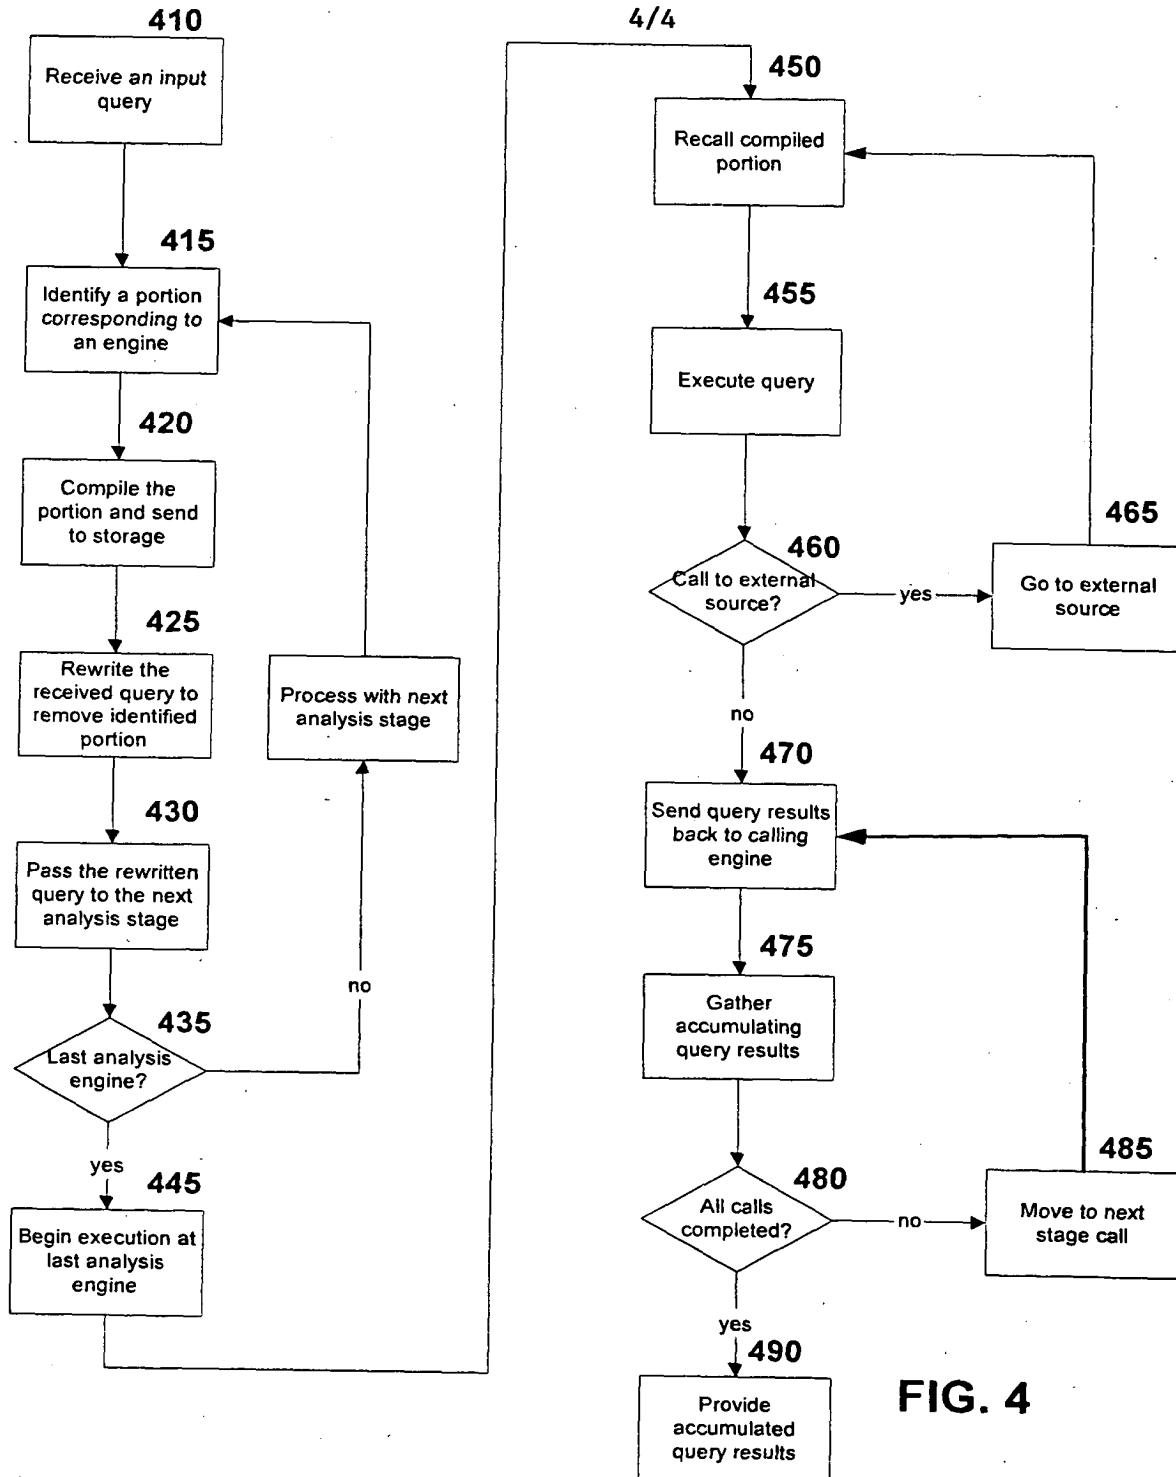 410
Receive an input
query
415
Identify a portion
corresponding to
an engine
420
Compile the
portion and send
to storage
425
Rewrite the
received query to
remove identified
portion
Process with next
analysis stage
430
Pass the rewritten
query to the next
analysis stage
no
435
Last analysis
engine?
yes
445
Begin execution at
last analysis
engine
4/4
450
Recall compiled
portion
455
Execute query
460
Call to external
source?
yes
465
Go to external
source
no
470
Send query results
back to calling
engine
475
Gather
accumulating
query results
480
All calls
completed?
no
485
Move to next
stage call
yes
490
Provide
accumulated
query results
FIG. 4